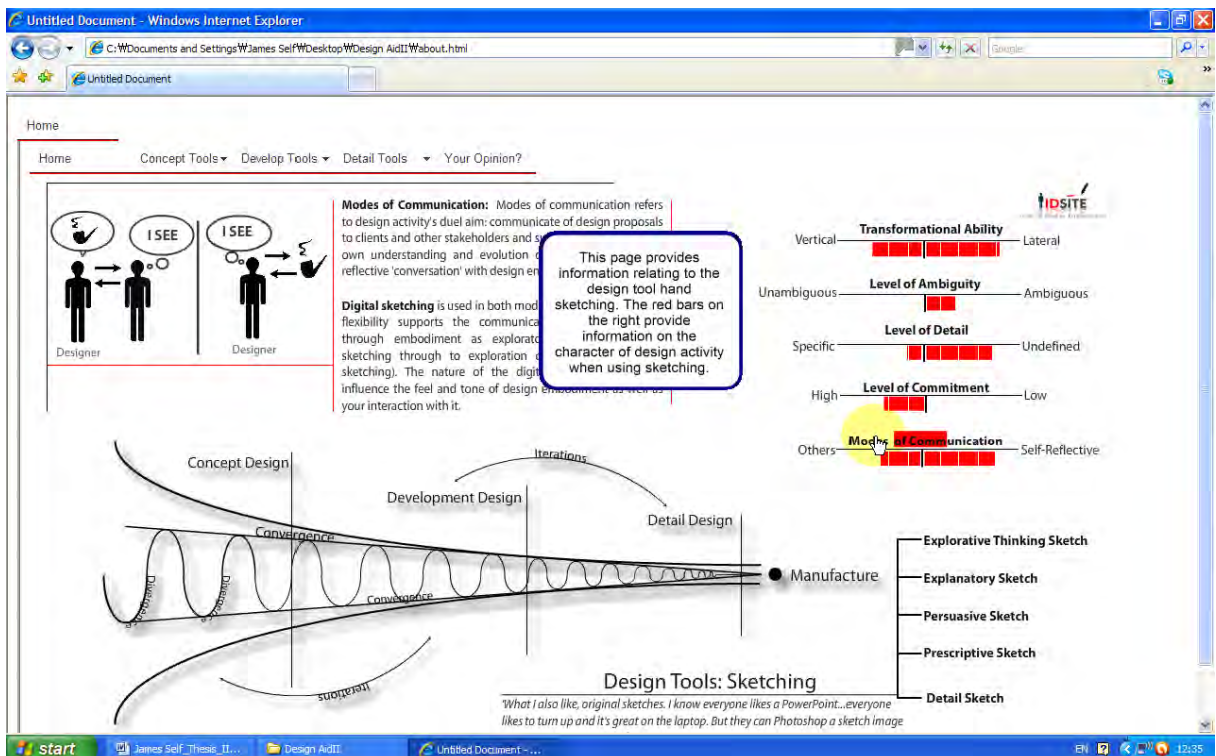 Untitled Document - Windows Internet Explorer
C:₩Documents and Settings₩James Self₩Desktop₩Design AidII₩about.html
Google
Untitled Document
Home
Home Concept Tools Develop Tools Detail Tools Your Opinion?
I SEE
I SEE
Designer
Designer
Modes of Communication: Modes of communication refers
to design activity's duel aim: communicate of design proposals
to clients and other stakeholders and
own understanding and evolution
reflective 'conversation' with design
Digital sketching is used in both
flexibility supports the
through embodiment as
sketching through to exploration
sketching). The nature of the
influence the feel and tone of design
your interaction with it.
This page provides
information relating to the
design tool hand
sketching. The red bars on
the right provide
information on the
character of design activity
when using sketching.
IDSITE
Transformational Ability
Vertical Lateral
Level of Ambiguity
Unambiguous Ambiguous
Level of Detail
Specific Undefined
Level of Commitment
High Low
Modes of Communication
Others Self-Reflective
Concept Design
Iterations
Development Design
Detail Design
Convergence
Divergence
Divergence
Convergence
Manufacture
Iterations
Explorative Thinking Sketch
Explanatory Sketch
Persuasive Sketch
Prescriptive Sketch
Detail Sketch
Design Tools: Sketching
'What I also like, original sketches. I know everyone likes a PowerPoint...everyone
likes to turn up and it's great on the laptop. But they can Photoshop a sketch image
start James Self_Thesis_II... Design AidII Untitled Document - ... EN 12:35